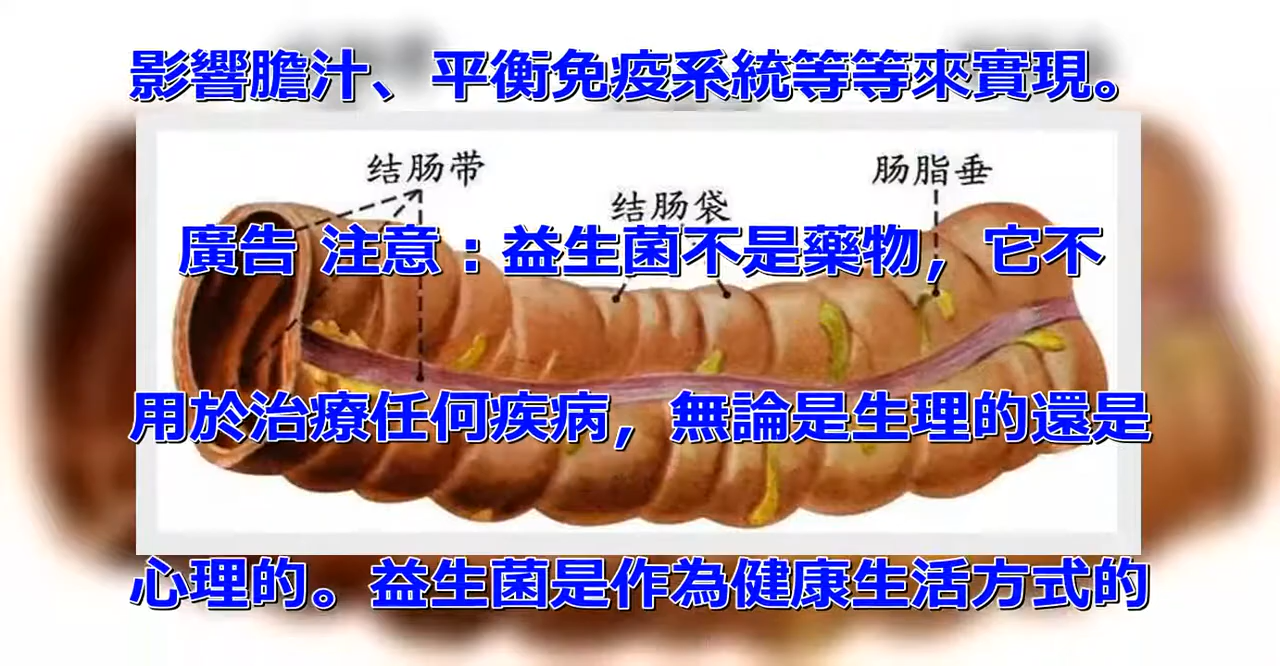 影響膽汁、平衡免疫系統等等來實現。
结肠带
肠脂垂
结肠袋
廣告 注意:益生菌不是藥物,它不
用於治療任何疾病,無論是生理的還是
心理的。益生菌是作為健康生活方式的